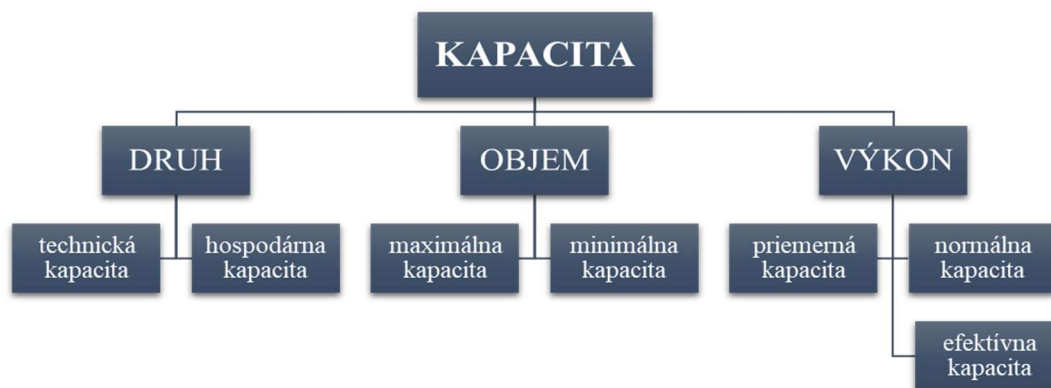 KAPACITA
DRUH
OBJEM
VÝKON
technická
kapacita
hospodárna
kapacita
maximálna
kapacita
minimálna
kapacita
priemerná
kapacita
normálna
kapacita
efektívna
kapacita